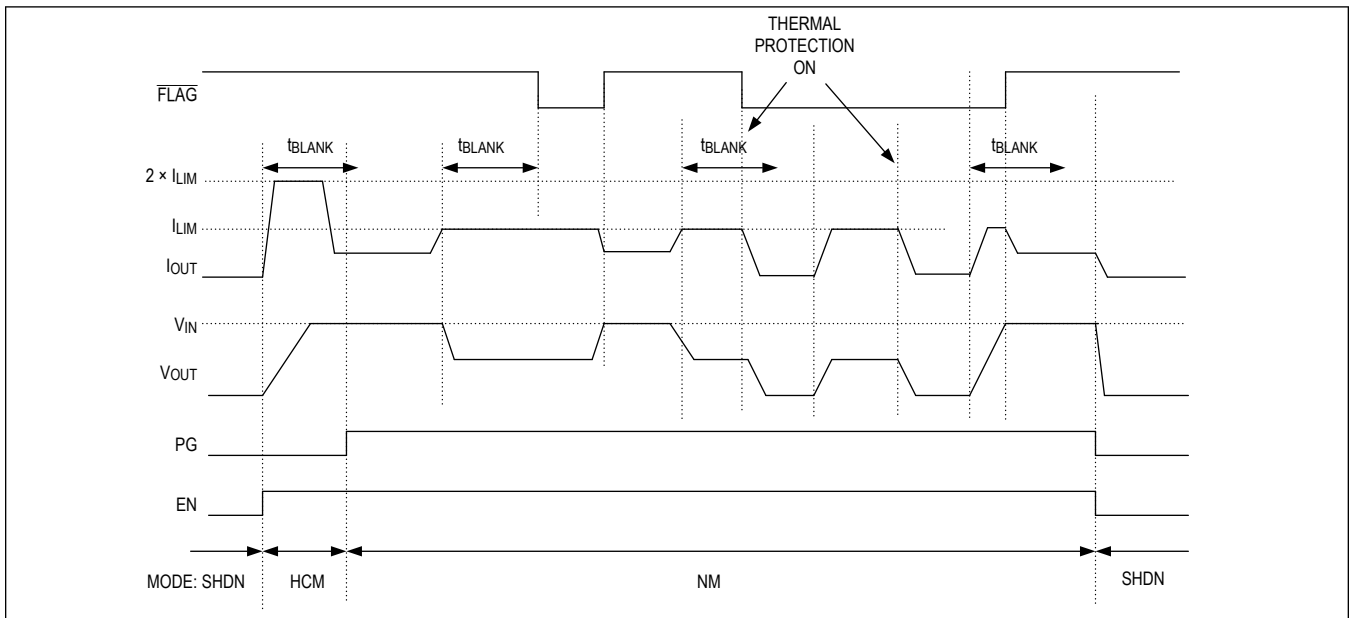 THERMAL
PROTECTION
ON
FLAG
tBLANK tBLANK tBLANK tBLANK
2 × ILIM
ILIM
IOUT
VIN
VOUT
PG
EN
MODE: SHDN HCM NM SHDN